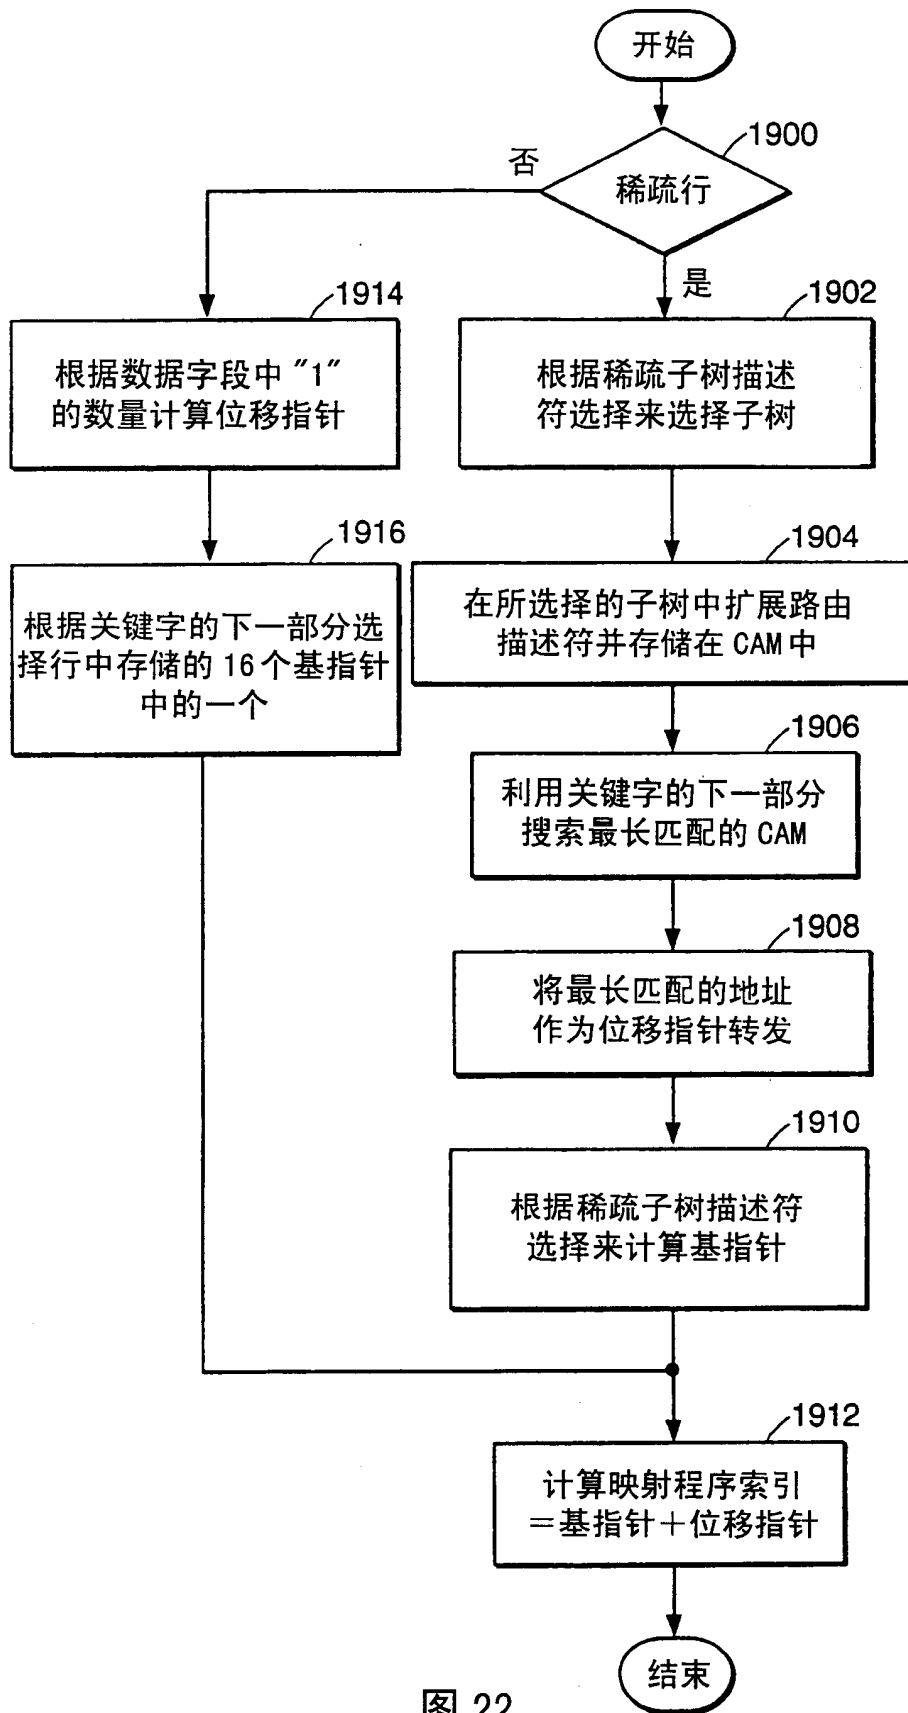 开始
1900
否
稀疏行
是
1914
1902
根据数据字段中"1"
的数量计算位移指针
根据稀疏子树描述
符选择来选择子树
1916
1904
根据关键字的下一部分选
择行中存储的16个基指针
中的一个
在所选择的子树中扩展路由
描述符并存储在CAM中
1906
利用关键字的下一部分
搜索最长匹配的CAM
1908
将最长匹配的地址
作为位移指针转发
1910
根据稀疏子树描述符
选择来计算基指针
1912
计算映射程序索引
=基指针+位移指针
结束
图 22